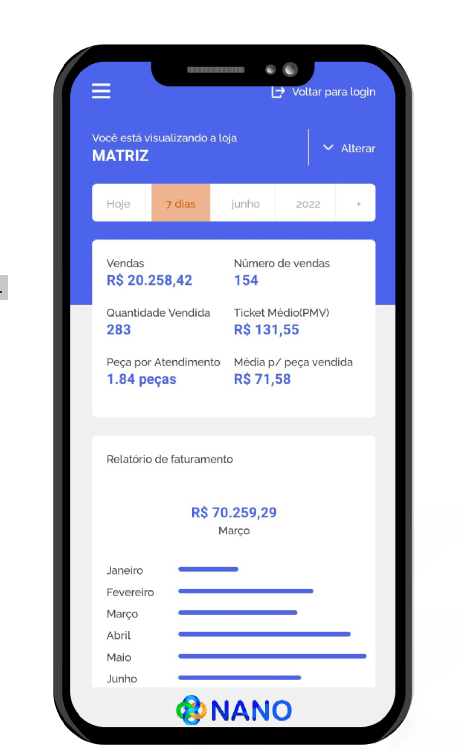 Voltar para login
Você está visualizando a loja
MATRIZ
Alterar
Hoje
7 dias
junho
2022
+
Vendas
Número de vendas
R$ 20.258,42
154
Quantidade Vendida
Ticket Médio(PMV)
283
R$ 131,55
Peça por Atendimento
Média p/ peça vendida
1.84 peças
R$ 71,58
Relatório de faturamento
R$ 70.259,29
Março
Janeiro
Fevereiro
Março
Abril
Maio
Junho
NANO